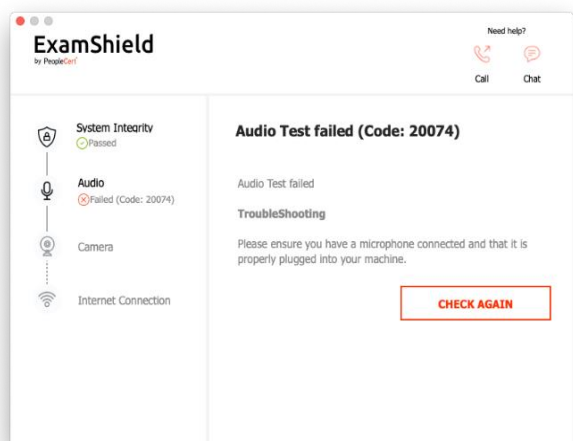 ExamShield
by PeopleCert
Need help?
Call
Chat
System Integrity
Passed
Audio
Failed (Code: 20074)
Camera
Internet Connection
Audio Test failed (Code: 20074)
Audio Test failed
TroubleShooting
Please ensure you have a microphone connected and that it is
properly plugged into your machine.
CHECK AGAIN